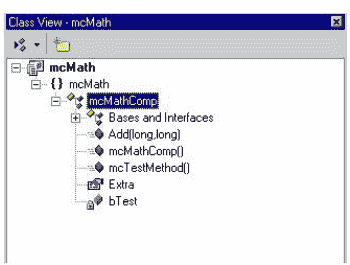 Class View - mcMath
mcMath
{} mcMath
mcMathComp
Bases and Interfaces
Add(long,long)
mcMathComp()
mcTestMethod()
Extra
bTest